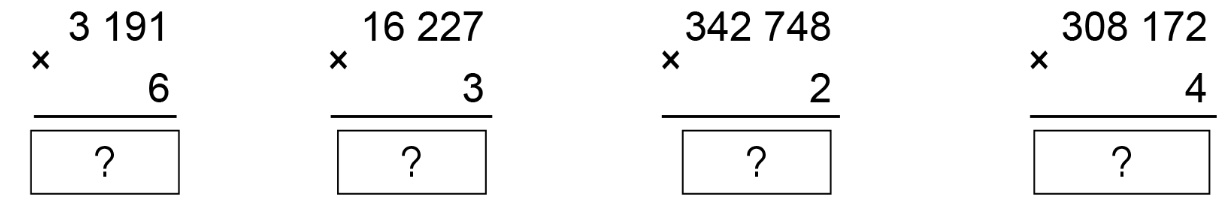 3 191 16 227 342 748 308 172
× × × ×
6 3 2 4
? ? ? ?